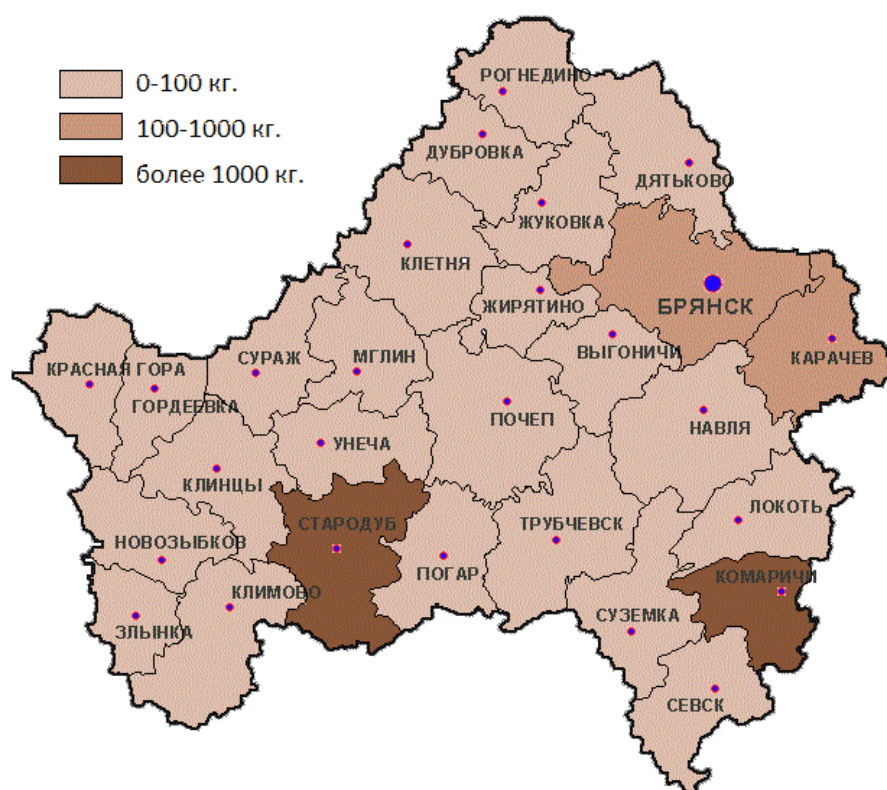 0-100 кг.
100-1000 кг.
более 1000 кг.
РОГНЕДИНО
ДУБРОВКА
ДЯТЬКОВО
ЖУКОВКА
КЛЕТНЯ
ЖИРЯТИНО
БРЯНСК
ВЫГОНИЧИ
КАРАЧЕВ
КРАСНАЯ ГОРА
СУРАЖ
МГЛИН
ГОРДЕЕВКА
ПОЧЕП
НАВЛЯ
УНЕЧА
КЛИНЦЫ
ЛОКОТЬ
СТАРОДУБ
ТРУБЧЕВСК
НОВОЗЫБКОВ
ПОГАР
КОМАРИЧИ
КЛИМОВО
СУЗЕМКА
ЗЛЫНКА
СЕВСК